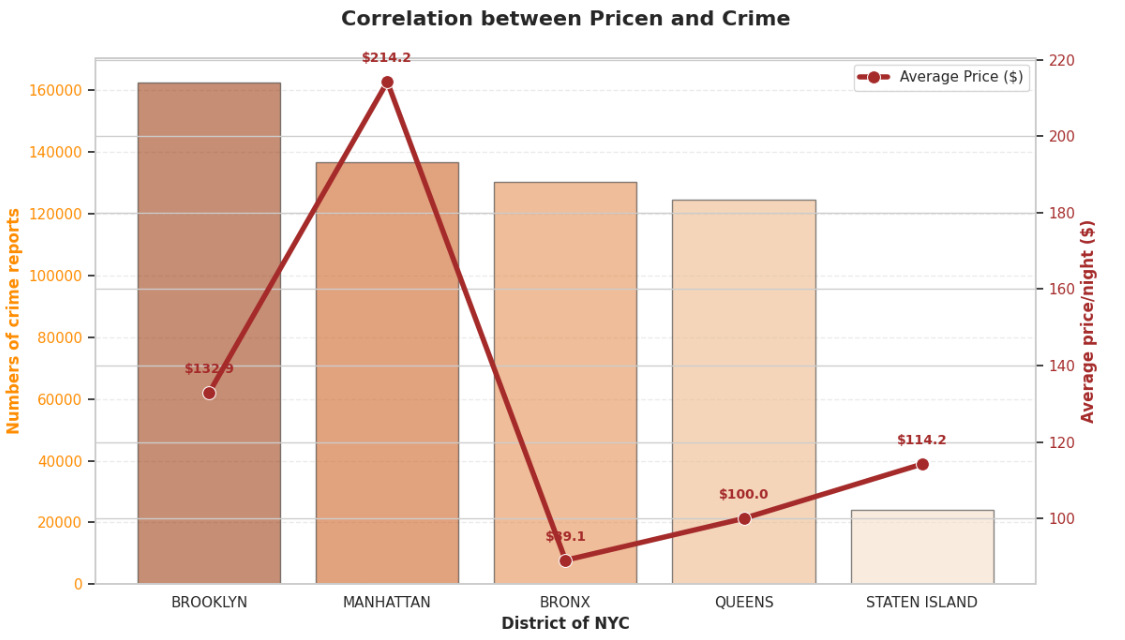 Correlation between Pricen and Crime
Numbers of crime reports
160000
140000
120000
100000
80000
60000
40000
20000
0
$132.9
$214.2
$89.1
$100.0
$114.2
Average Price ($)
220
200
180
160
140
120
100
Average price/night ($)
BROOKLYN
MANHATTAN
BRONX
QUEENS
STATEN ISLAND
District of NYC